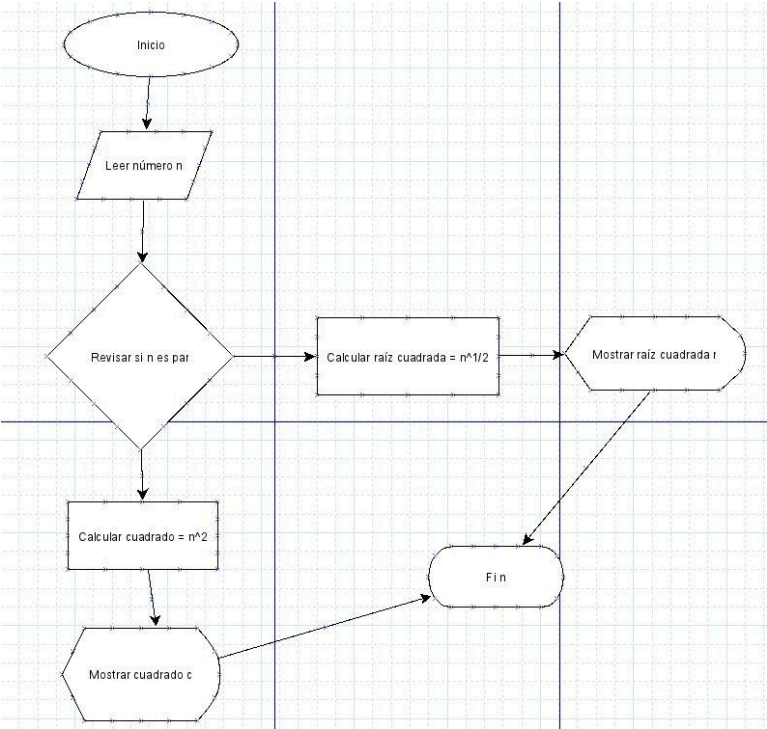 Inicio
Leer número n
Revisar si n es par
Calcular raíz cuadrada = n^1/2
Mostrar raíz cuadrada r
Calcular cuadrado = n^2
Mostrar cuadrado c
Fin